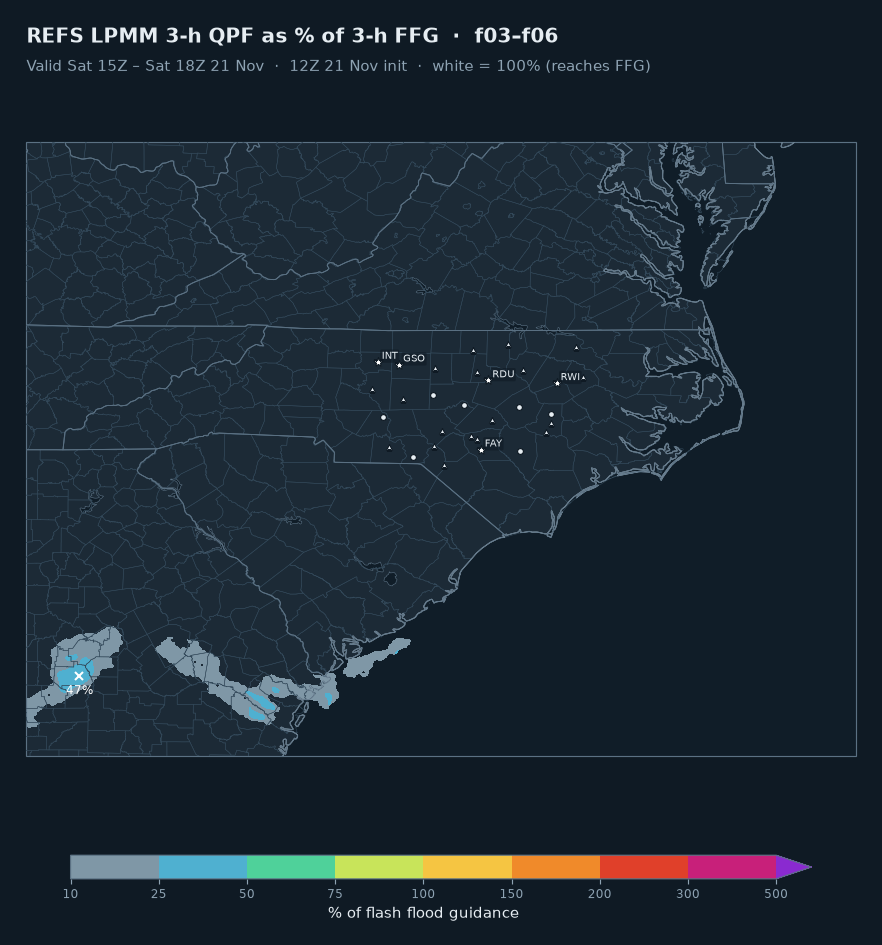 REFS LPMM 3-h QPF as % of 3-h FFG · f03–f06
Valid Sat 15Z – Sat 18Z 21 Nov · 12Z 21 Nov init · white = 100% (reaches FFG)
INT GSO
RDU
RWI
FAY
47%
10 25 50 75 100 150 200 300 500
% of flash flood guidance